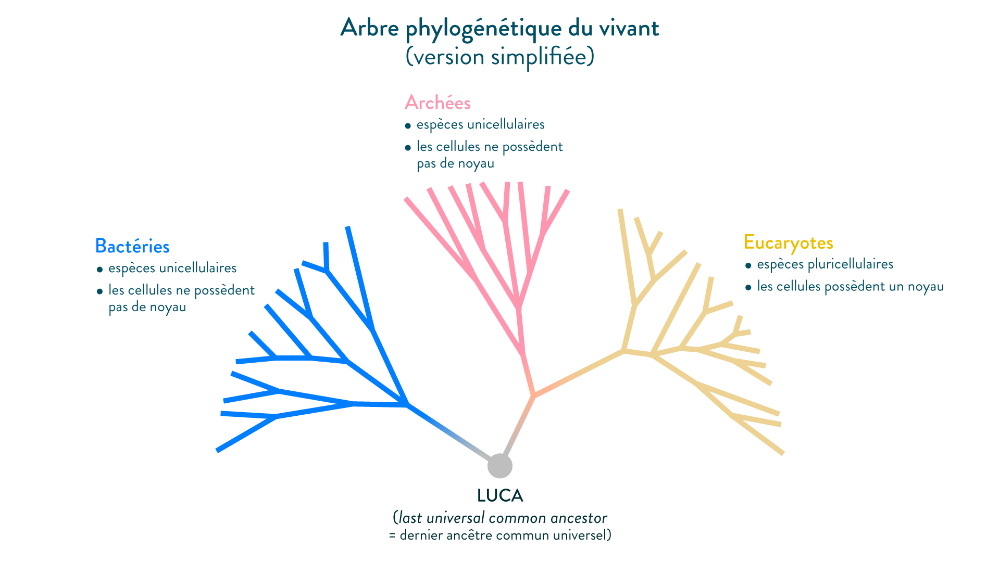 Arbre phylogénétique du vivant
(version simplifiée)
Archées
• espèces unicellulaires
• les cellules ne possèdent
pas de noyau
Bactéries
• espèces unicellulaires
• les cellules ne possèdent
pas de noyau
Eucaryotes
• espèces pluricellulaires
• les cellules possèdent un noyau
LUCA
(last universal common ancestor
= dernier ancêtre commun universel)